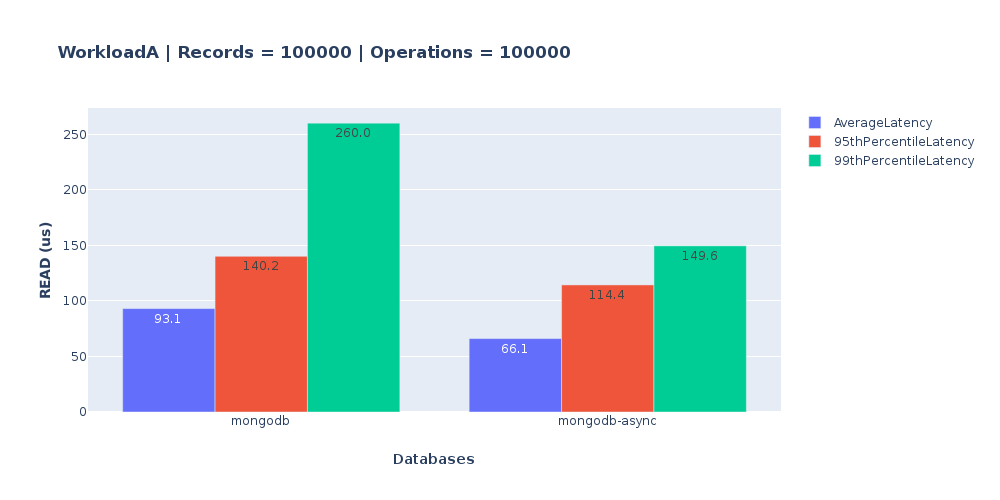 WorkloadA | Records = 100000 | Operations = 100000
READ (us)
250
200
150
100
50
0
93.1
140.2
260.0
66.1
114.4
149.6
mongodb
mongodb-async
Databases
AverageLatency
95thPercentileLatency
99thPercentileLatency